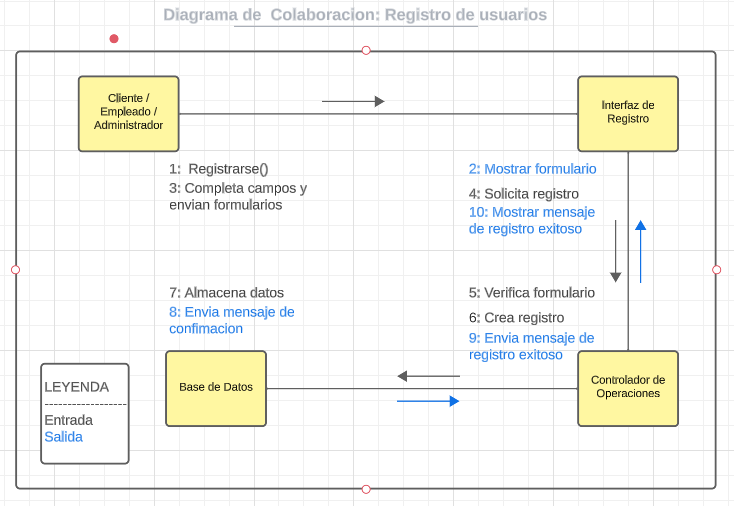 Diagrama de Colaboracion: Registro de usuarios
Cliente /
Empleado /
Administrador
Interfaz de
Registro
1: Registrarse()
3: Completa campos y
envian formularios
2: Mostrar formulario
4: Solicita registro
10: Mostrar mensaje
de registro exitoso
7: Almacena datos
8: Envia mensaje de
confimacion
5: Verifica formulario
6: Crea registro
9: Envia mensaje de
registro exitoso
Base de Datos
Controlador de
Operaciones
LEYENDA
-----------------
Entrada
Salida